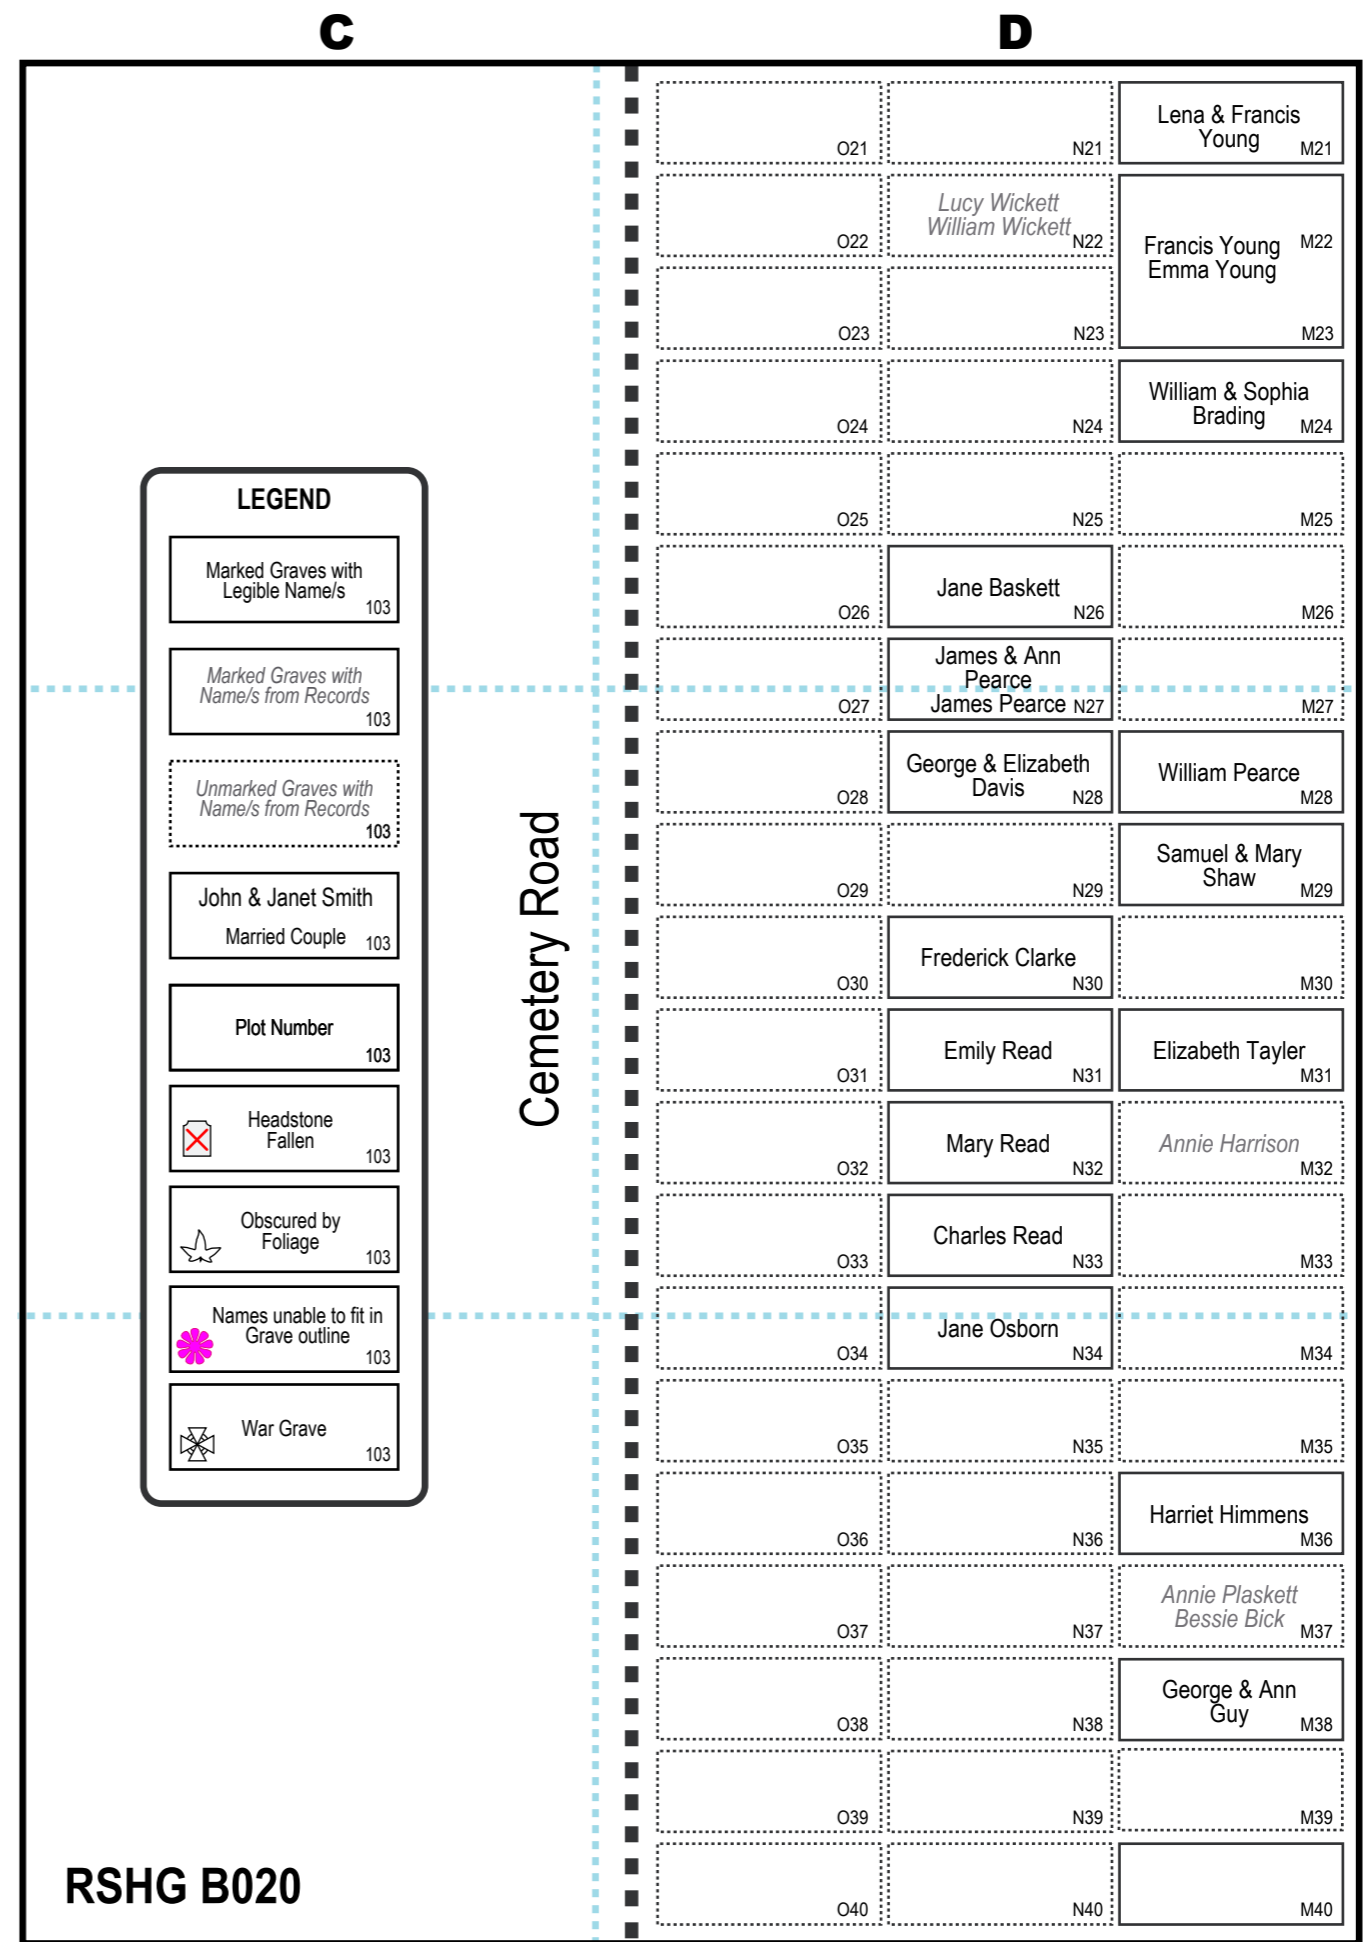 C
D
LEGEND
Marked Graves with
Legible Name/s
103
Marked Graves with
Name/s from Records
103
Unmarked Graves with
Name/s from Records
103
John & Janet Smith
Married Couple 103
Plot Number
103
Headstone
Fallen
103
Obscured by
Foliage
103
Names unable to fit in
Grave outline
103
War Grave
103
Cemetery Road
RSHG B020
O21
N21
Lena & Francis
Young M21
O22
Lucy Wickett
William Wickett N22
Francis Young M22
Emma Young
O23
N23
M23
O24
N24
William & Sophia
Brading M24
O25
N25
M25
O26
Jane Baskett
N26
M26
O27
James & Ann
Pearce
James Pearce N27
M27
O28
George & Elizabeth
Davis N28
William Pearce
M28
O29
N29
Samuel & Mary
Shaw M29
O30
Frederick Clarke
N30
M30
O31
Emily Read
N31
Elizabeth Tayler
M31
O32
Mary Read
N32
Annie Harrison
M32
O33
Charles Read
N33
M33
O34
Jane Osborn
N34
M34
O35
N35
M35
O36
N36
Harriet Himmens
M36
O37
N37
Annie Plaskett
Bessie Bick M37
O38
N38
George & Ann
Guy M38
O39
N39
M39
O40
N40
M40